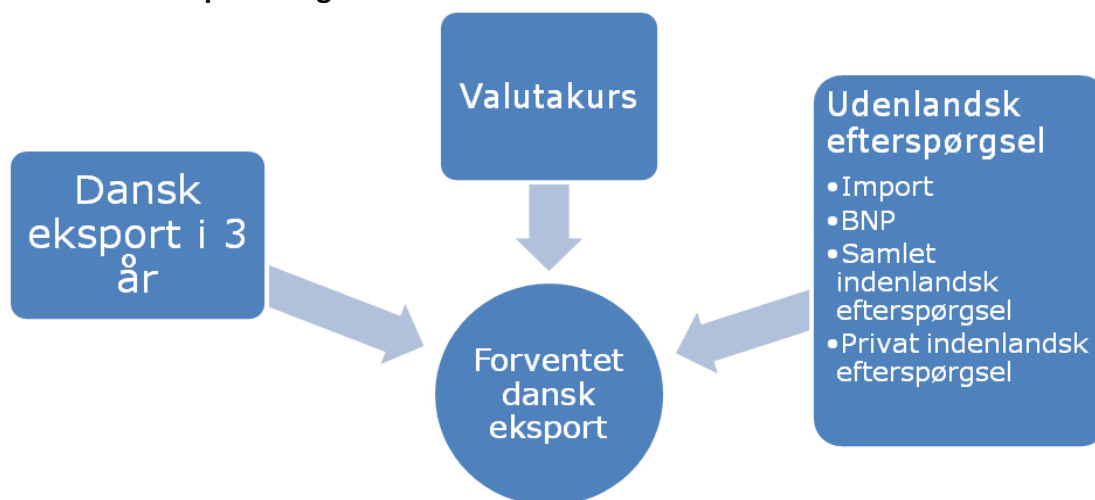 Valutakurs
Udenlandsk
efterspørgsel
•Import
•BNP
•Samlet
indenlandsk
efterspørgsel
•Privat indenlandsk
efterspørgsel
Dansk
eksport i 3
år
Forventet
dansk
eksport